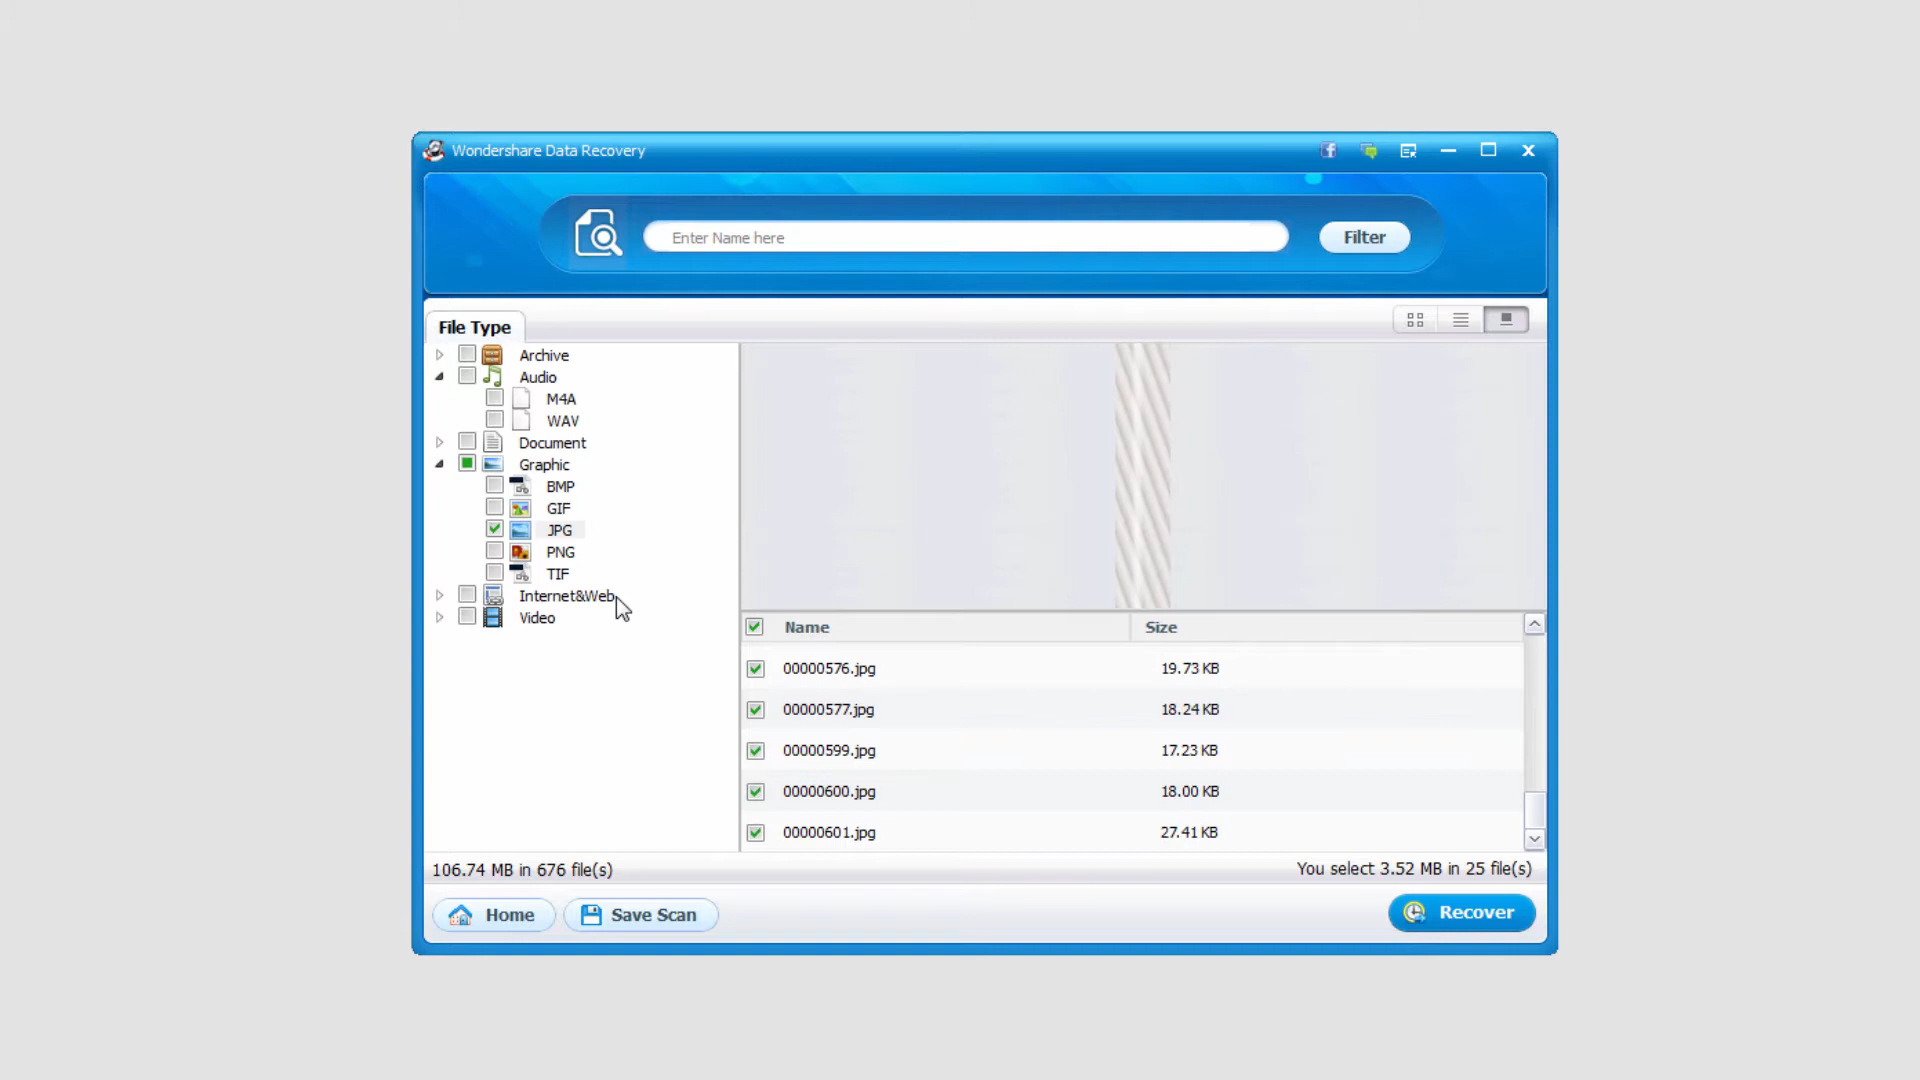 Wondershare Data Recovery
Enter Name here
Filter
File Type
Archive
Audio
M4A
WAV
Document
Graphic
BMP
GIF
JPG
PNG
TIF
Internet&Web
Video
Name Size
00000576.jpg 19.73 KB
00000577.jpg 18.24 KB
00000599.jpg 17.23 KB
00000600.jpg 18.00 KB
00000601.jpg 27.41 KB
106.74 MB in 676 file(s) You select 3.52 MB in 25 file(s)
Home Save Scan Recover